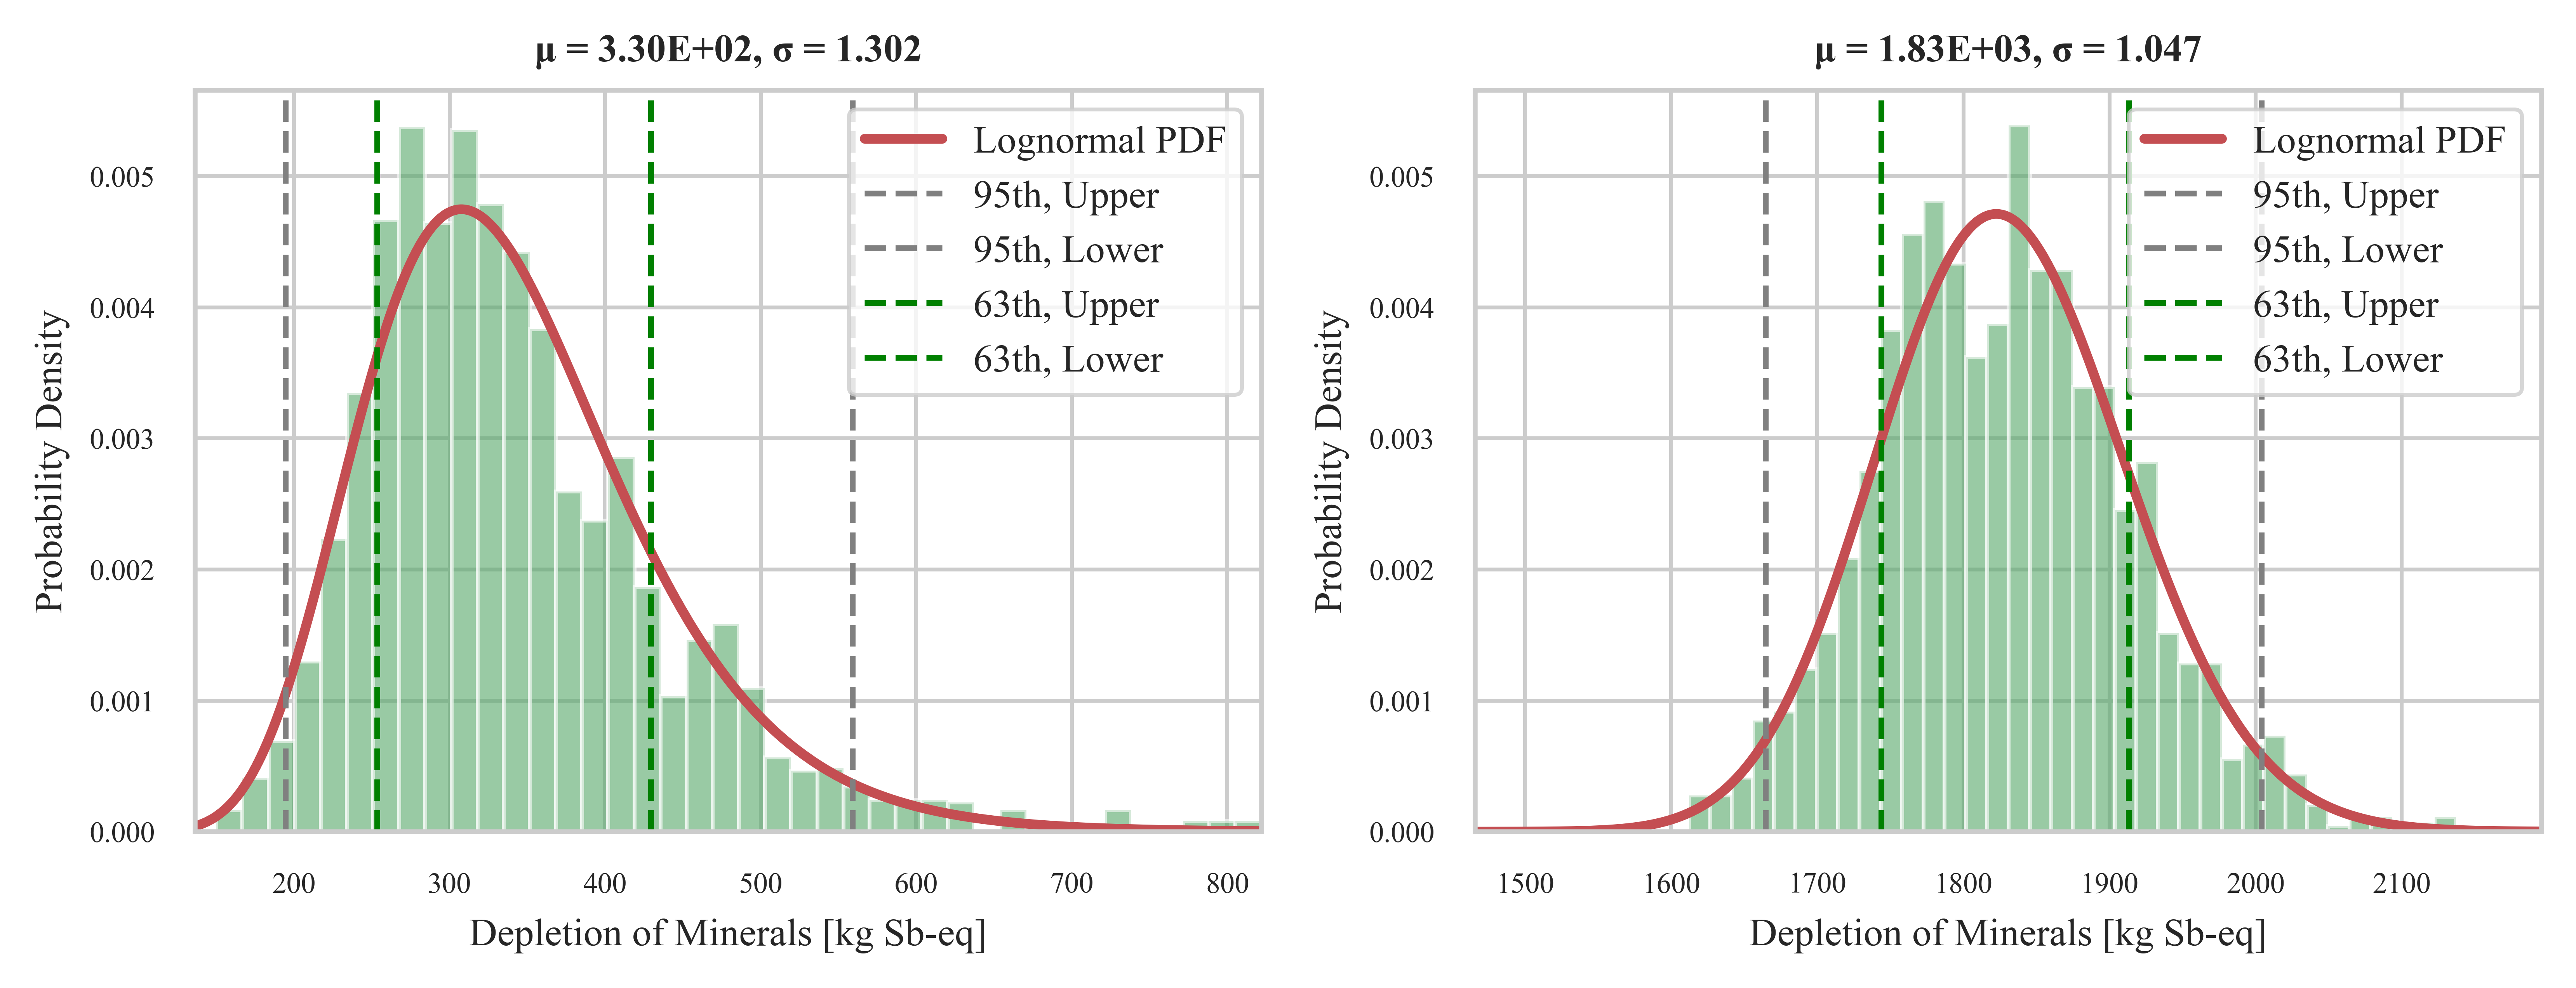 μ = 3.30E+02, σ = 1.302
Probability Density
0.005
0.004
0.003
0.002
0.001
0.000
Lognormal PDF
95th, Upper
95th, Lower
63th, Upper
63th, Lower
200 300 400 500 600 700 800
Depletion of Minerals [kg Sb-eq]
μ = 1.83E+03, σ = 1.047
Probability Density
0.005
0.004
0.003
0.002
0.001
0.000
Lognormal PDF
95th, Upper
95th, Lower
63th, Upper
63th, Lower
1500 1600 1700 1800 1900 2000 2100
Depletion of Minerals [kg Sb-eq]